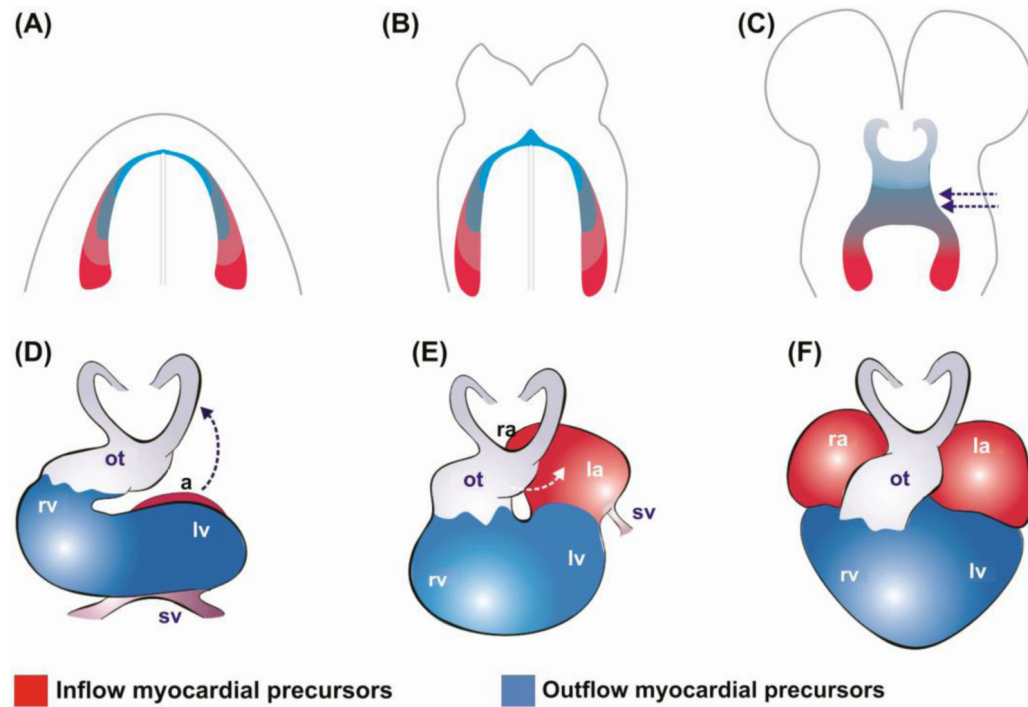 (A)
(B)
(C)
(D)
(E)
(F)
ot
a
rv
lv
sv
ra
ot
la
sv
rv
lv
ra
la
ot
rv
lv
Inflow myocardial precursors
Outflow myocardial precursors